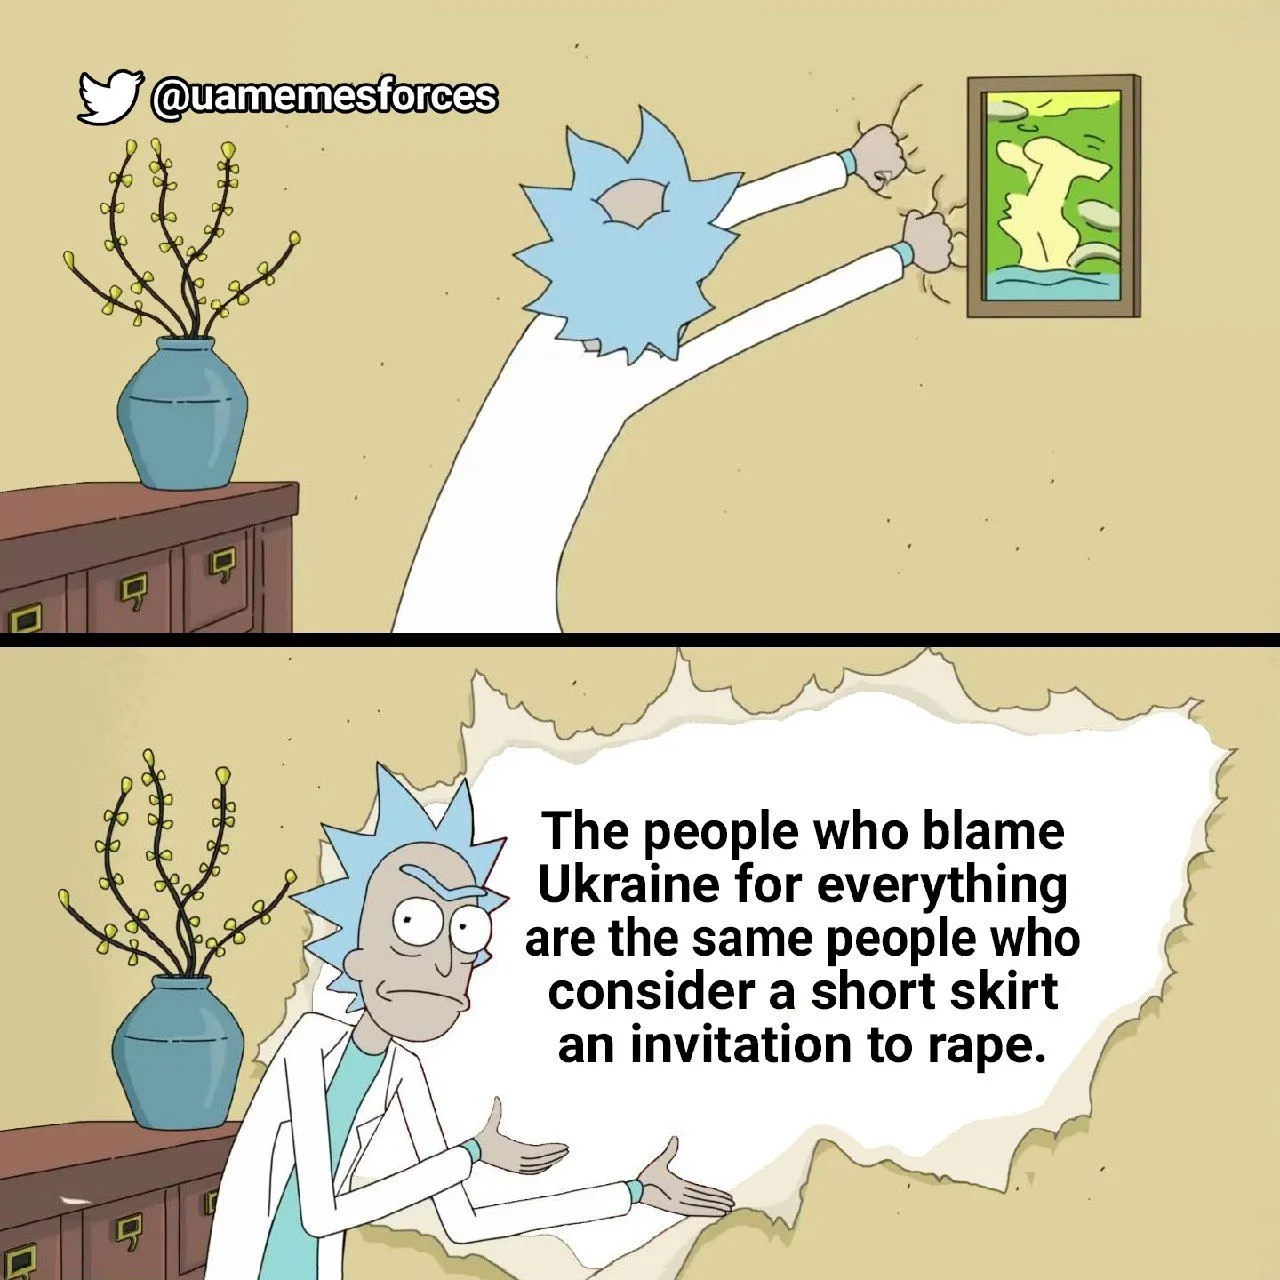 @uamemesforces
The people who blame
Ukraine for everything
are the same people who
consider a short skirt
an invitation to rape.